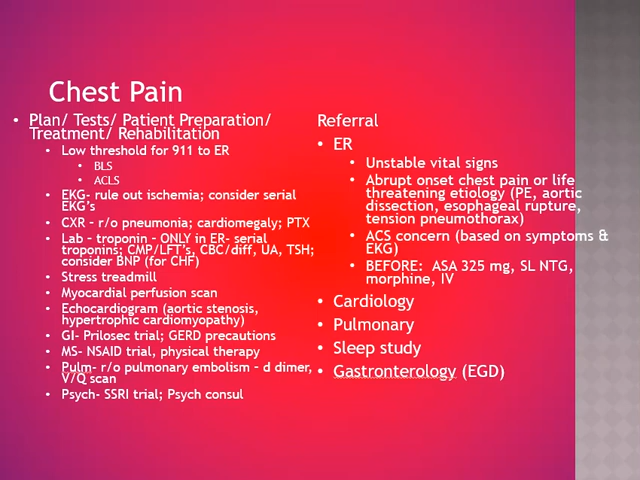 Chest Pain
• Plan/ Tests/ Patient Preparation/
Treatment/ Rehabilitation
• Low threshold for 911 to ER
• BLS
• ACLS
• EKG- rule out ischemia; consider serial
EKG's
• CXR – r/o pneumonia; cardiomegaly; PTX
• Lab – troponin – ONLY in ER- serial
troponins; CMP/LFT's, CBC/diff, UA, TSH;
consider BNP (for CHF)
• Stress treadmill
• Myocardial perfusion scan
• Echocardiogram (aortic stenosis,
hypertrophic cardiomyopathy)
• GI- Prilosec trial; GERD precautions
• MS- NSAID trial, physical therapy
• Pulm- r/o pulmonary embolism – d dimer,
V/Q scan
• Psych- SSRI trial; Psych consul
Referral
• ER
• Unstable vital signs
• Abrupt onset chest pain or life
threatening etiology (PE, aortic
dissection, esophageal rupture,
tension pneumothorax)
• ACS concern (based on symptoms &
EKG)
• BEFORE: ASA 325 mg, SL NTG,
morphine, IV
• Cardiology
• Pulmonary
• Sleep study
• Gastronterology (EGD)